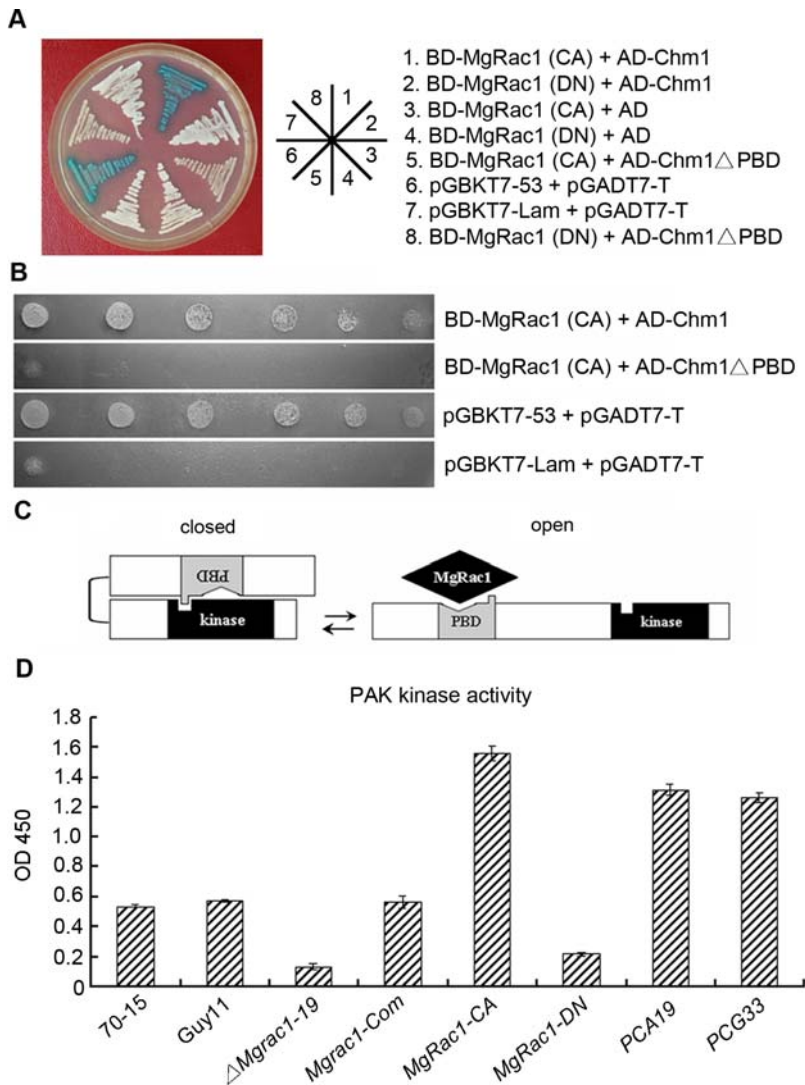 A
8 1
7 2
6 3
5 4
1. BD-MgRac1 (CA) + AD-Chm1
2. BD-MgRac1 (DN) + AD-Chm1
3. BD-MgRac1 (CA) + AD
4. BD-MgRac1 (DN) + AD
5. BD-MgRac1 (CA) + AD-Chm1△PBD
6. pGBKT7-53 + pGADT7-T
7. pGBKT7-Lam + pGADT7-T
8. BD-MgRac1 (DN) + AD-Chm1△PBD
B
BD-MgRac1 (CA) + AD-Chm1
BD-MgRac1 (CA) + AD-Chm1△PBD
pGBKT7-53 + pGADT7-T
pGBKT7-Lam + pGADT7-T
C
closed
open
PBD
kinase
MgRac1
PBD
kinase
D
PAK kinase activity
OD 450
1.8
1.6
1.4
1.2
1.0
0.8
0.6
0.4
0.2
0
70-15
Guy11
△Mgrac1-19
Mgrac1-Com
MgRac1-CA
MgRac1-DN
PCA19
PCG33